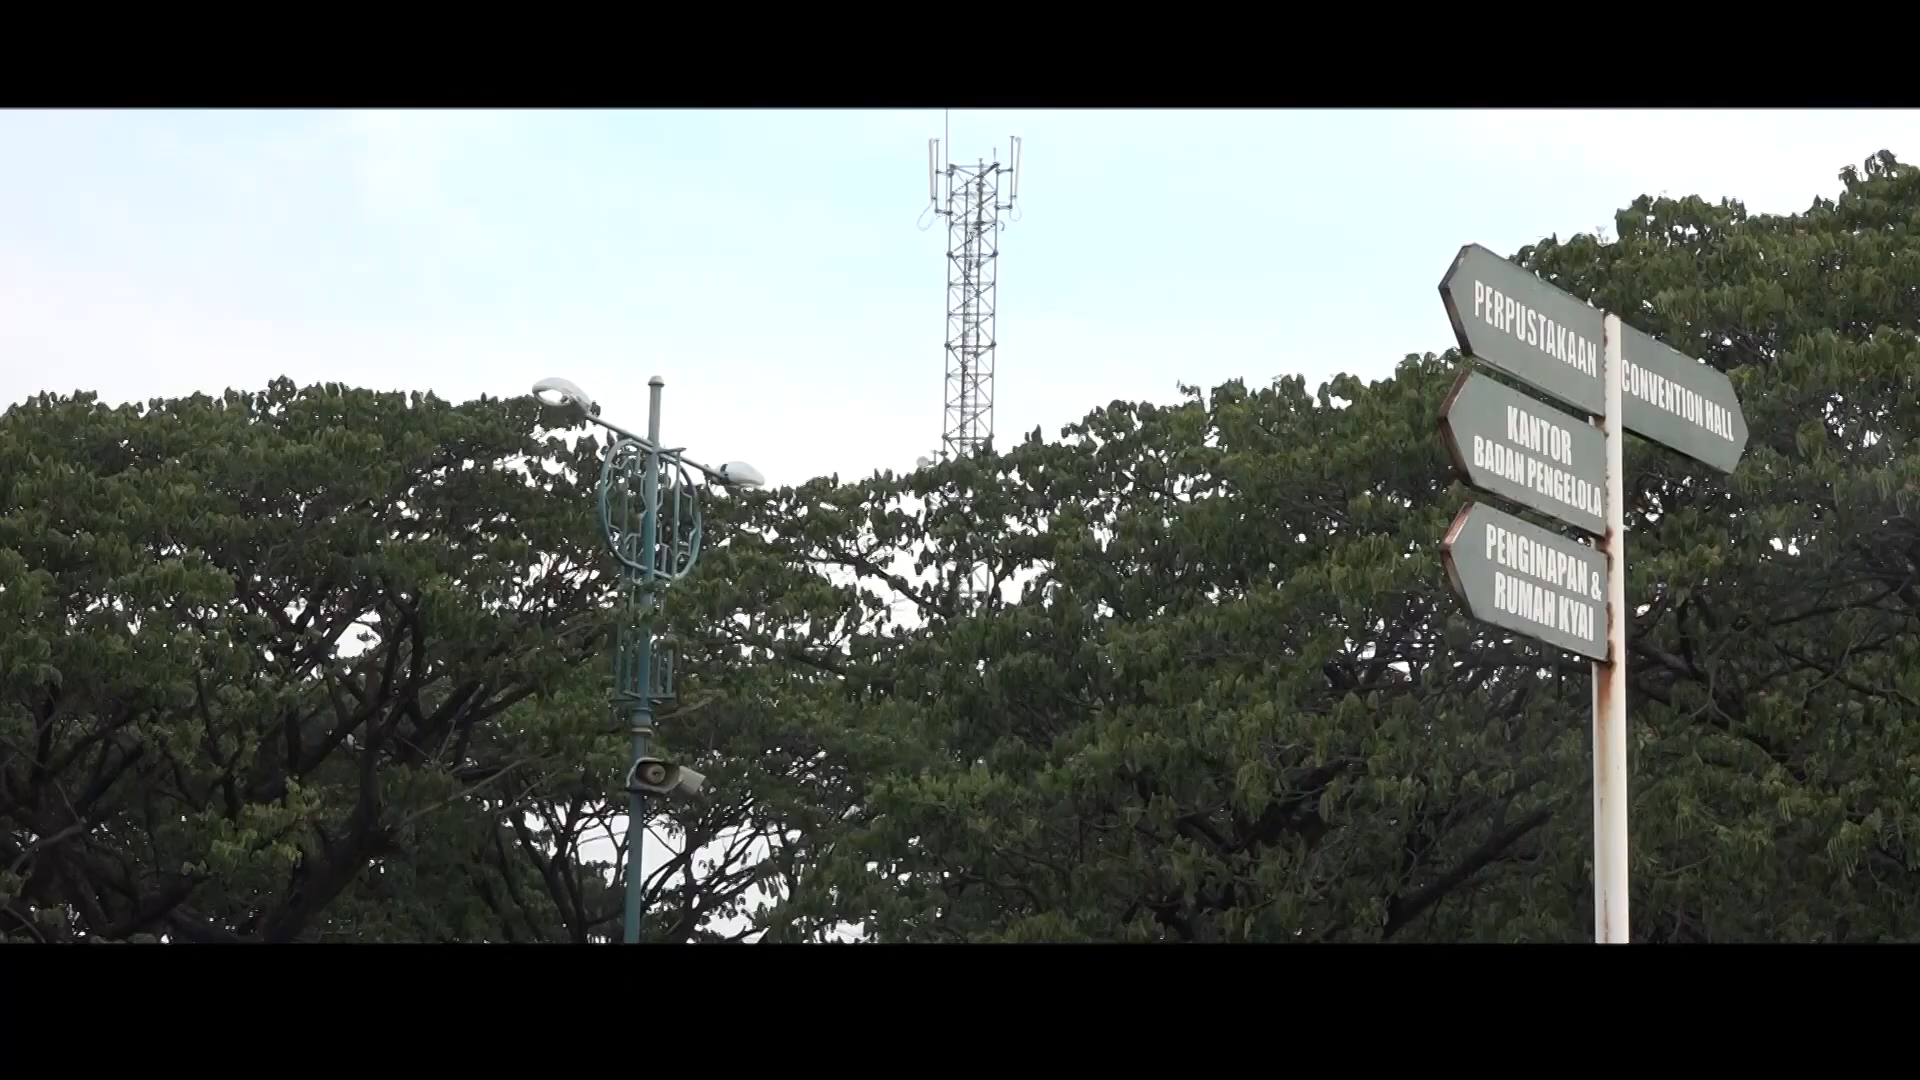 PERPUSTAKAAN
CONVENTION HALL
KANTOR
BADAN PENGELOLA
PENGINAPAN &
RUMAH KYAI